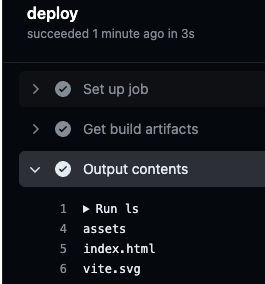 deploy
succeeded 1 minute ago in 3s
Set up job
Get build artifacts
Output contents
1 ▶ Run ls
4 assets
5 index.html
6 vite.svg